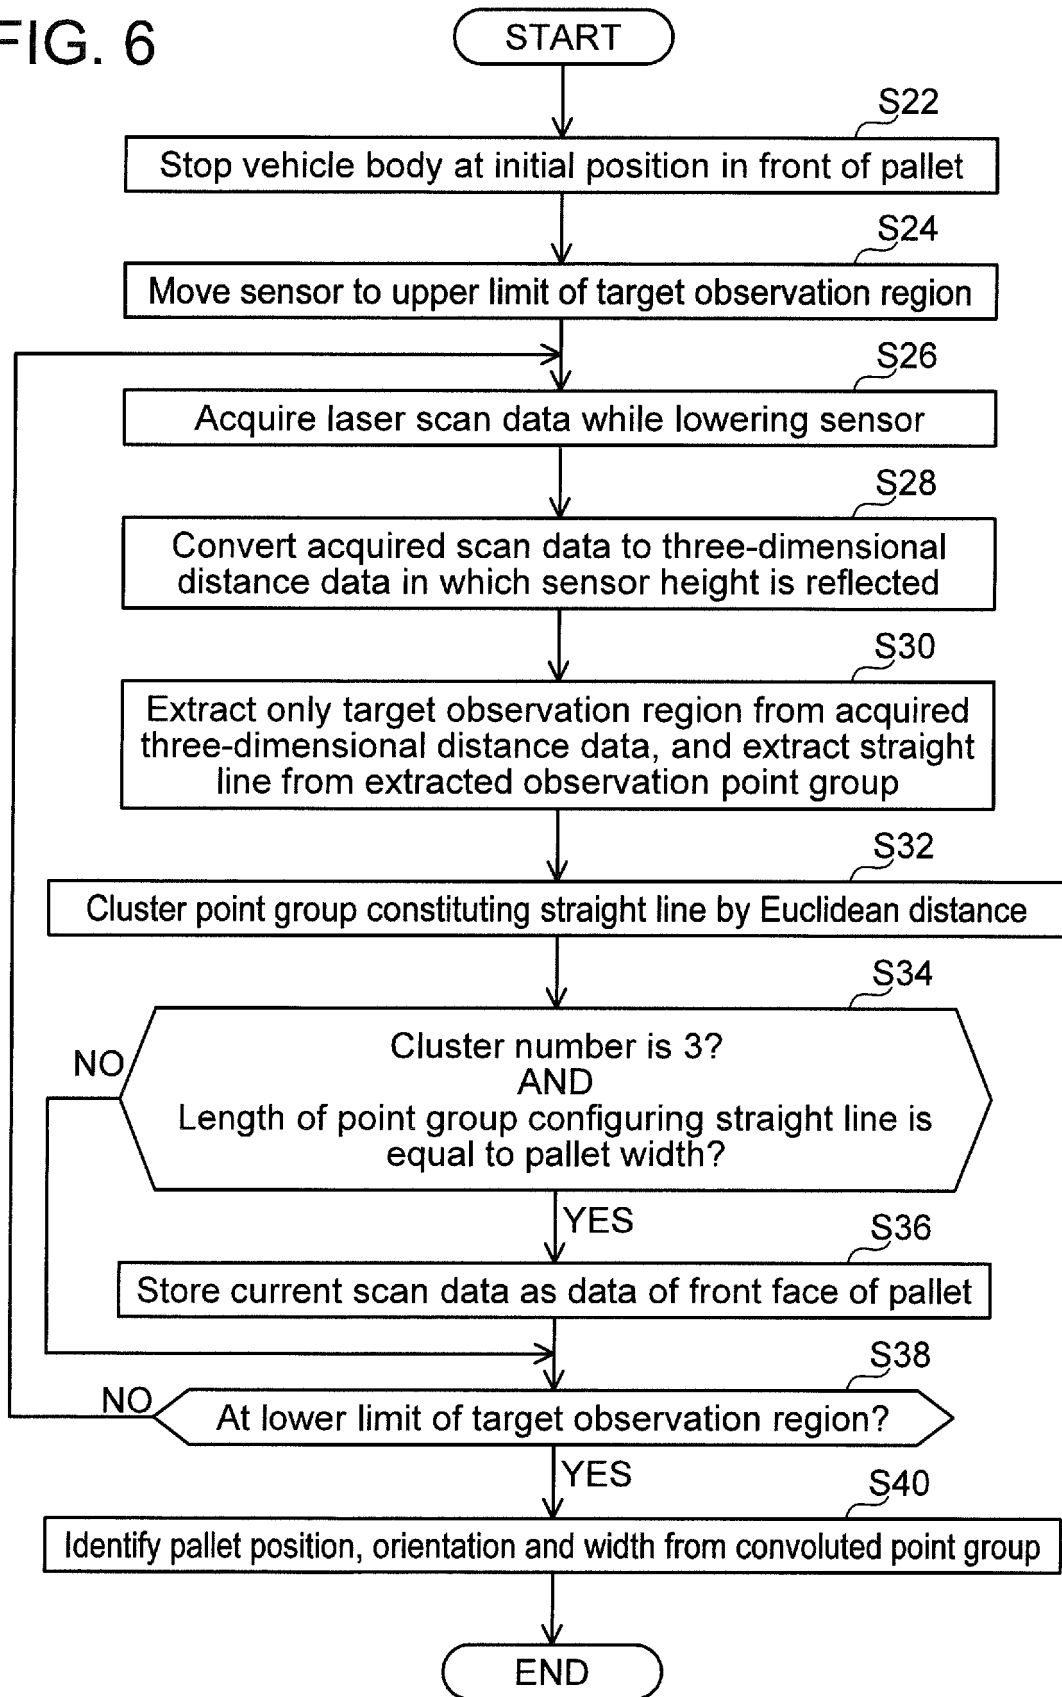 FIG. 6
START
S22
Stop vehicle body at initial position in front of pallet
S24
Move sensor to upper limit of target observation region
S26
Acquire laser scan data while lowering sensor
S28
Convert acquired scan data to three-dimensional
distance data in which sensor height is reflected
S30
Extract only target observation region from acquired
three-dimensional distance data, and extract straight
line from extracted observation point group
S32
Cluster point group constituting straight line by Euclidean distance
S34
Cluster number is 3?
AND
Length of point group configuring straight line is
equal to pallet width?
NO
YES
S36
Store current scan data as data of front face of pallet
S38
At lower limit of target observation region?
NO
YES
S40
Identify pallet position, orientation and width from convoluted point group
END